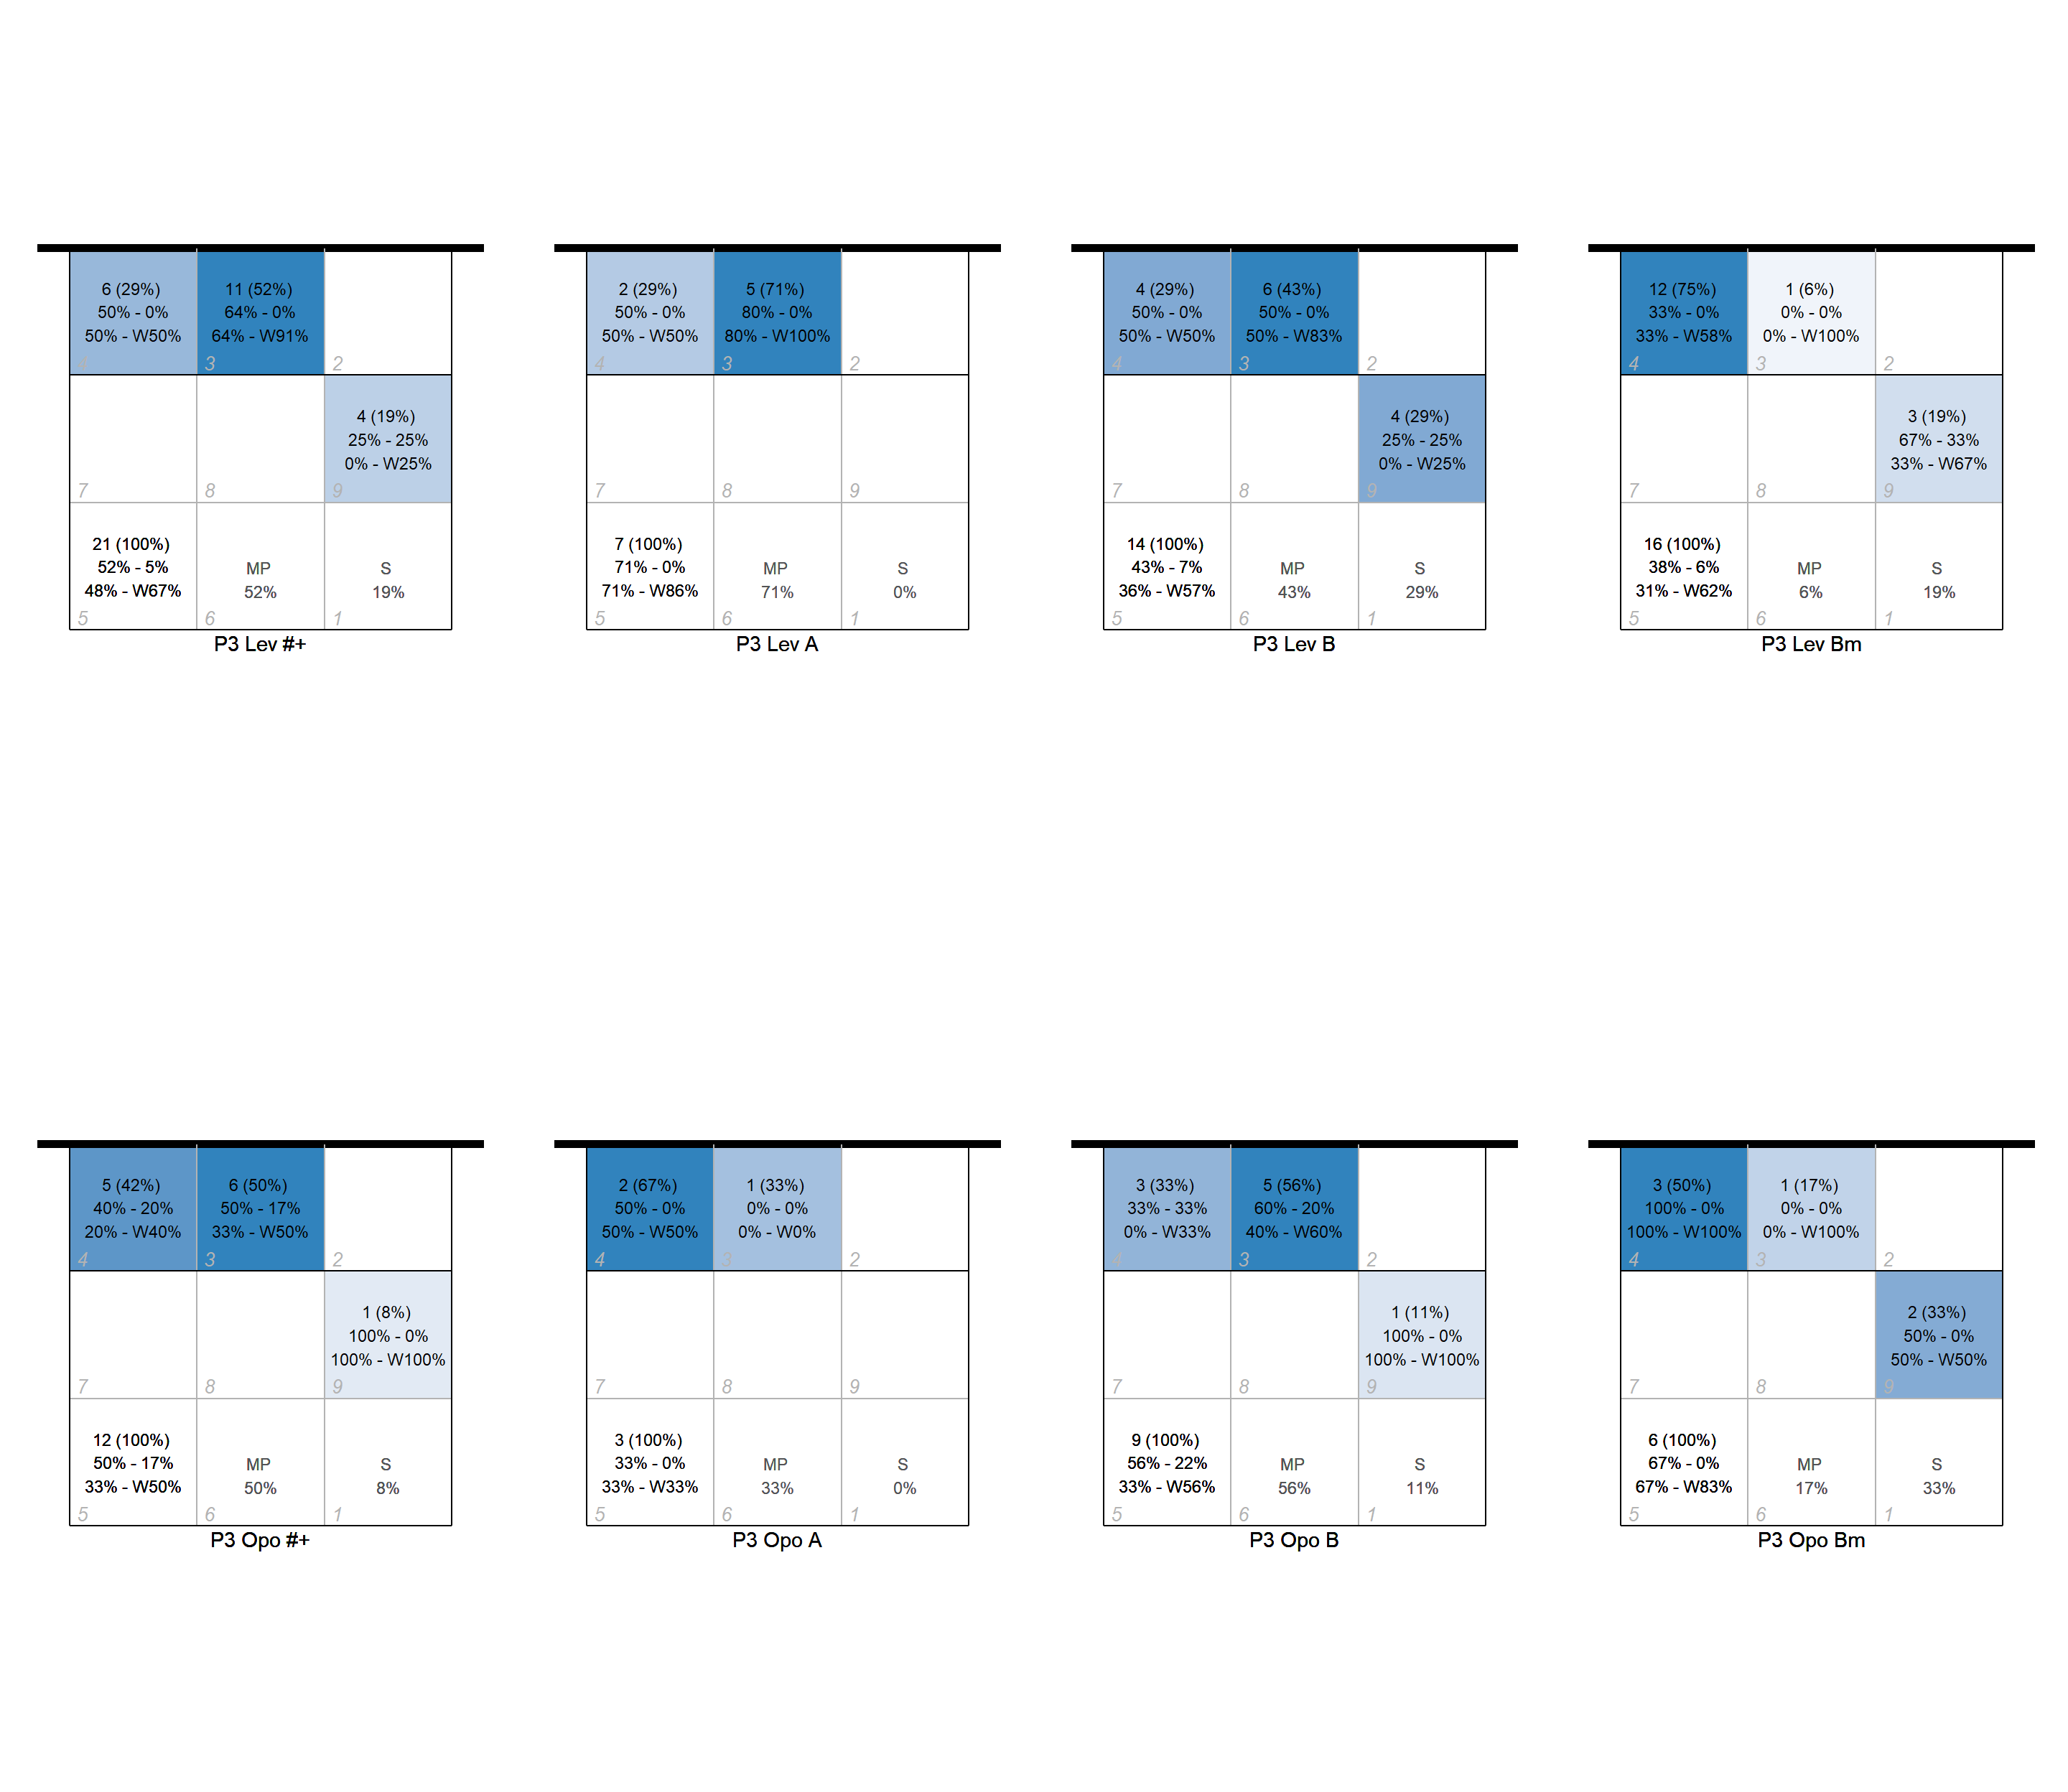 6 (29%)
50% - 0%
50% - W50%
4
11 (52%)
64% - 0%
64% - W91%
3
2
7
8
4 (19%)
25% - 25%
0% - W25%
9
21 (100%)
52% - 5%
48% - W67%
5
MP
52%
6
S
19%
1
P3 Lev #+
2 (29%)
50% - 0%
50% - W50%
4
5 (71%)
80% - 0%
80% - W100%
3
2
7
8
9
7 (100%)
71% - 0%
71% - W86%
5
MP
71%
6
S
0%
1
P3 Lev A
4 (29%)
50% - 0%
50% - W50%
4
6 (43%)
50% - 0%
50% - W83%
3
2
7
8
4 (29%)
25% - 25%
0% - W25%
9
14 (100%)
43% - 7%
36% - W57%
5
MP
43%
6
S
29%
1
P3 Lev B
12 (75%)
33% - 0%
33% - W58%
4
1 (6%)
0% - 0%
0% - W100%
3
2
7
8
3 (19%)
67% - 33%
33% - W67%
9
16 (100%)
38% - 6%
31% - W62%
5
MP
6%
6
S
19%
1
P3 Lev Bm
5 (42%)
40% - 20%
20% - W40%
4
6 (50%)
50% - 17%
33% - W50%
3
2
7
8
1 (8%)
100% - 0%
100% - W100%
9
12 (100%)
50% - 17%
33% - W50%
5
MP
50%
6
S
8%
1
P3 Opo #+
2 (67%)
50% - 0%
50% - W50%
4
1 (33%)
0% - 0%
0% - W0%
3
2
7
8
9
3 (100%)
33% - 0%
33% - W33%
5
MP
33%
6
S
0%
1
P3 Opo A
3 (33%)
33% - 33%
0% - W33%
4
5 (56%)
60% - 20%
40% - W60%
3
2
7
8
1 (11%)
100% - 0%
100% - W100%
9
9 (100%)
56% - 22%
33% - W56%
5
MP
56%
6
S
11%
1
P3 Opo B
3 (50%)
100% - 0%
100% - W100%
4
1 (17%)
0% - 0%
0% - W100%
3
2
7
8
2 (33%)
50% - 0%
50% - W50%
9
6 (100%)
67% - 0%
67% - W83%
5
MP
17%
6
S
33%
1
P3 Opo Bm